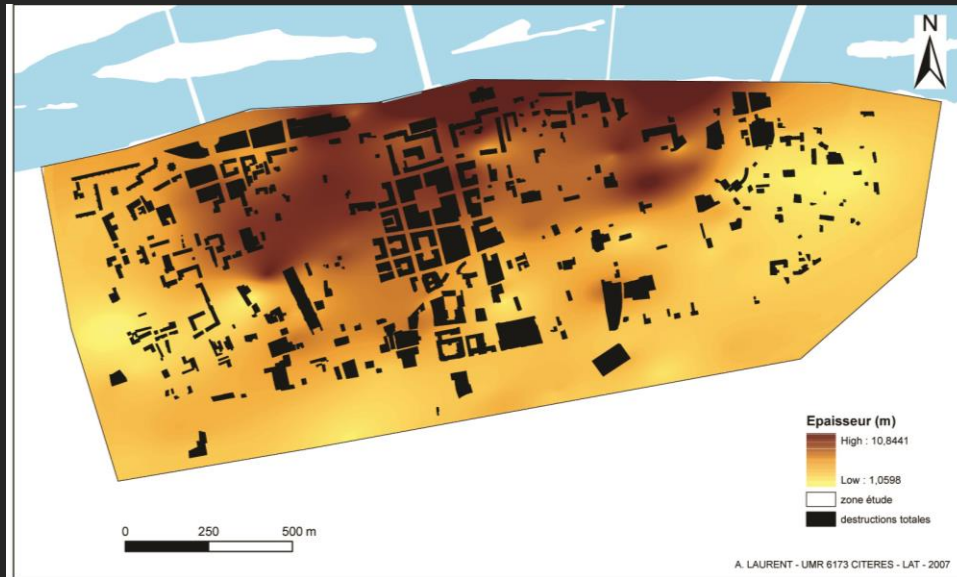 N
Epaisseur (m)
High : 10,8441
Low : 1,0598
zone étude
destructions totales
0 250 500 m
A. LAURENT - UMR 6173 CITERES - LAT - 2007